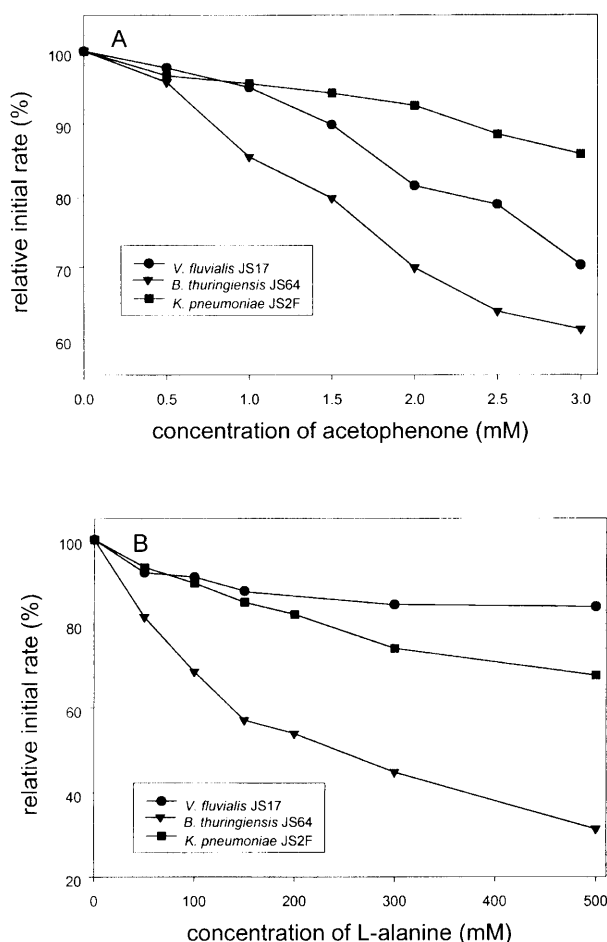 A
100
90
80
70
60
relative initial rate (%)
V. fluvialis JS17
B. thuringiensis JS64
K. pneumoniae JS2F
0.0 0.5 1.0 1.5 2.0 2.5 3.0
concentration of acetophenone (mM)
B
100
80
60
40
20
relative initial rate (%)
V. fluvialis JS17
B. thuringiensis JS64
K. pneumoniae JS2F
0 100 200 300 400 500
concentration of L-alanine (mM)